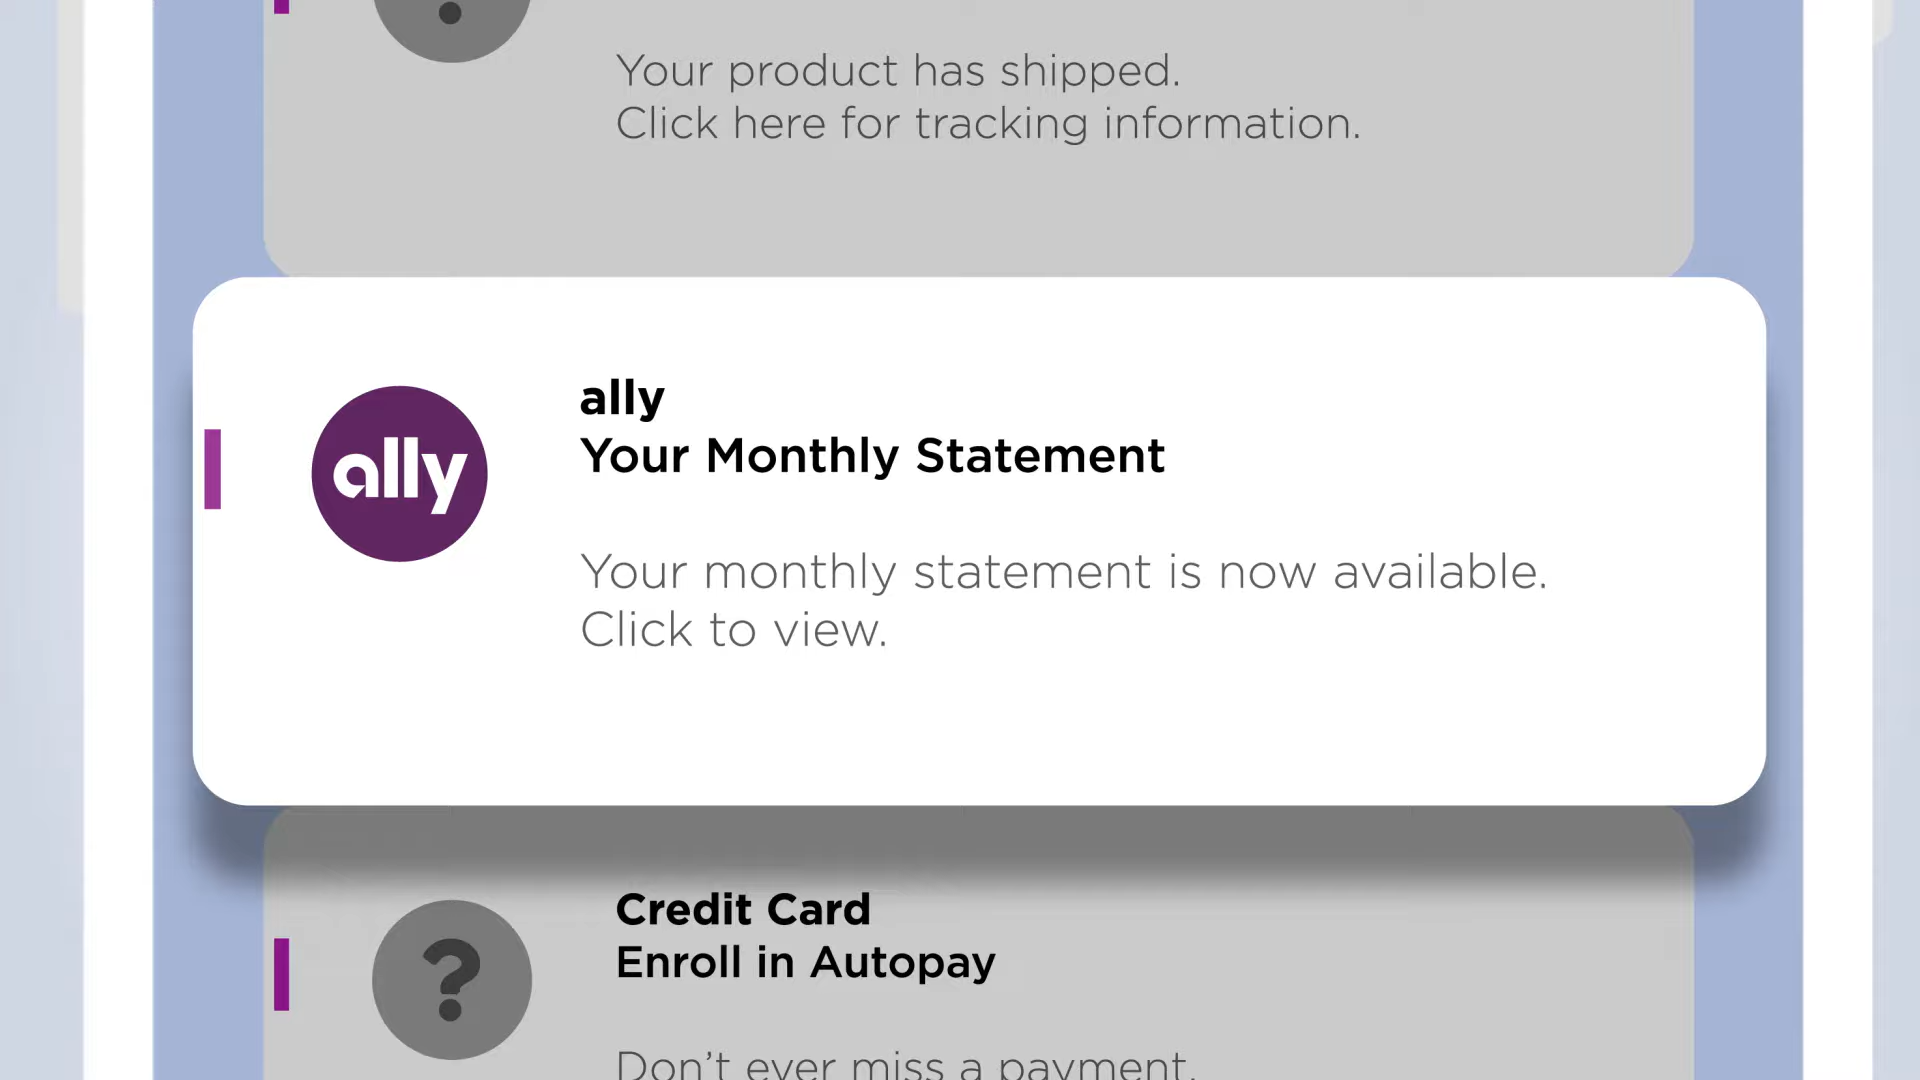 Your product has shipped.
Click here for tracking information.
ally
ally
Your Monthly Statement
Your monthly statement is now available.
Click to view.
?
Credit Card
Enroll in Autopay
Don't ever miss a payment.